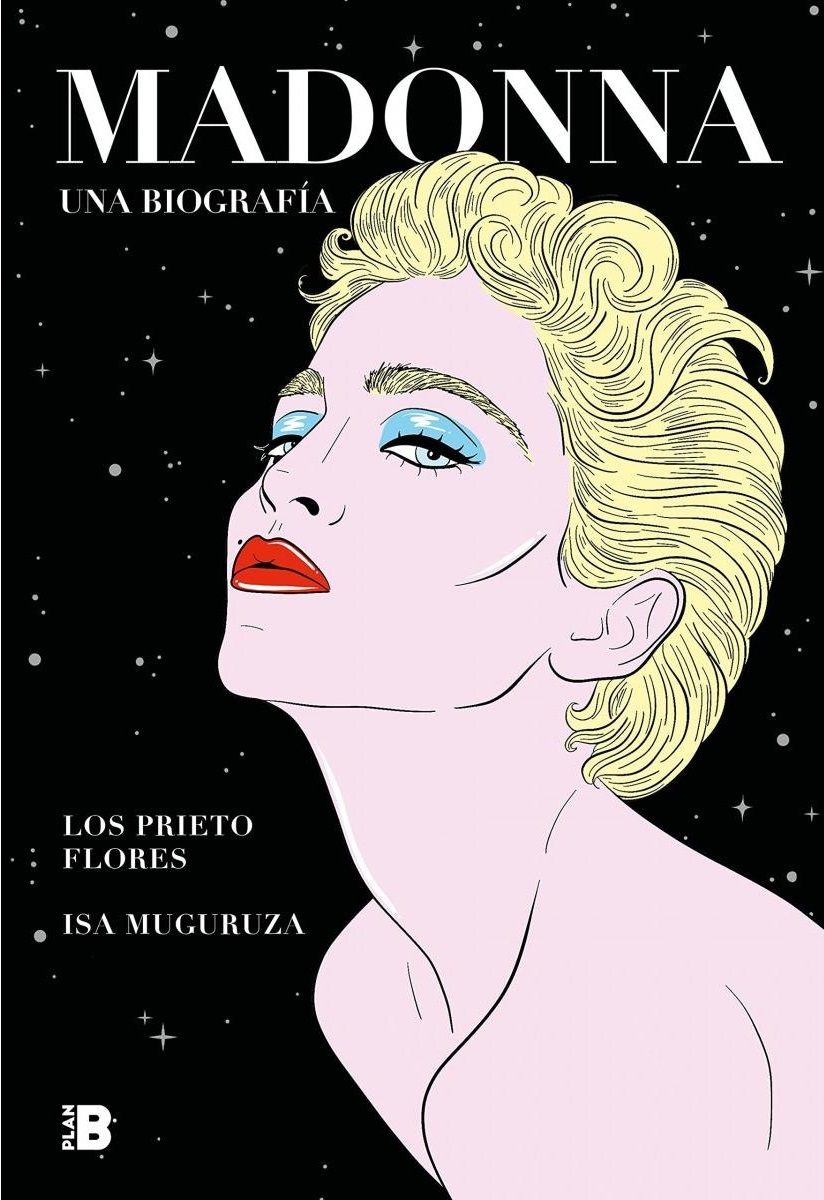 MADONNA
UNA BIOGRAFÍA
LOS PRIETO
FLORES
ISA MUGURUZA
PLAN B